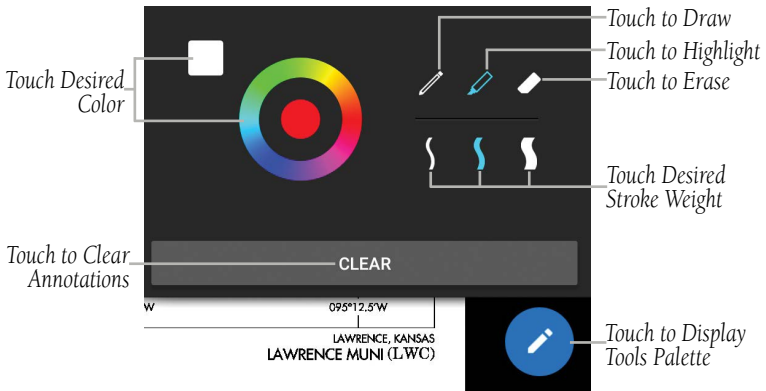 Touch to Draw
Touch to Highlight
Touch to Erase
Touch Desired
Color
Touch Desired
Stroke Weight
Touch to Clear
Annotations
CLEAR
W
095°12.5'W
LAWRENCE, KANSAS
LAWRENCE MUNI (LWC)
Touch to Display
Tools Palette